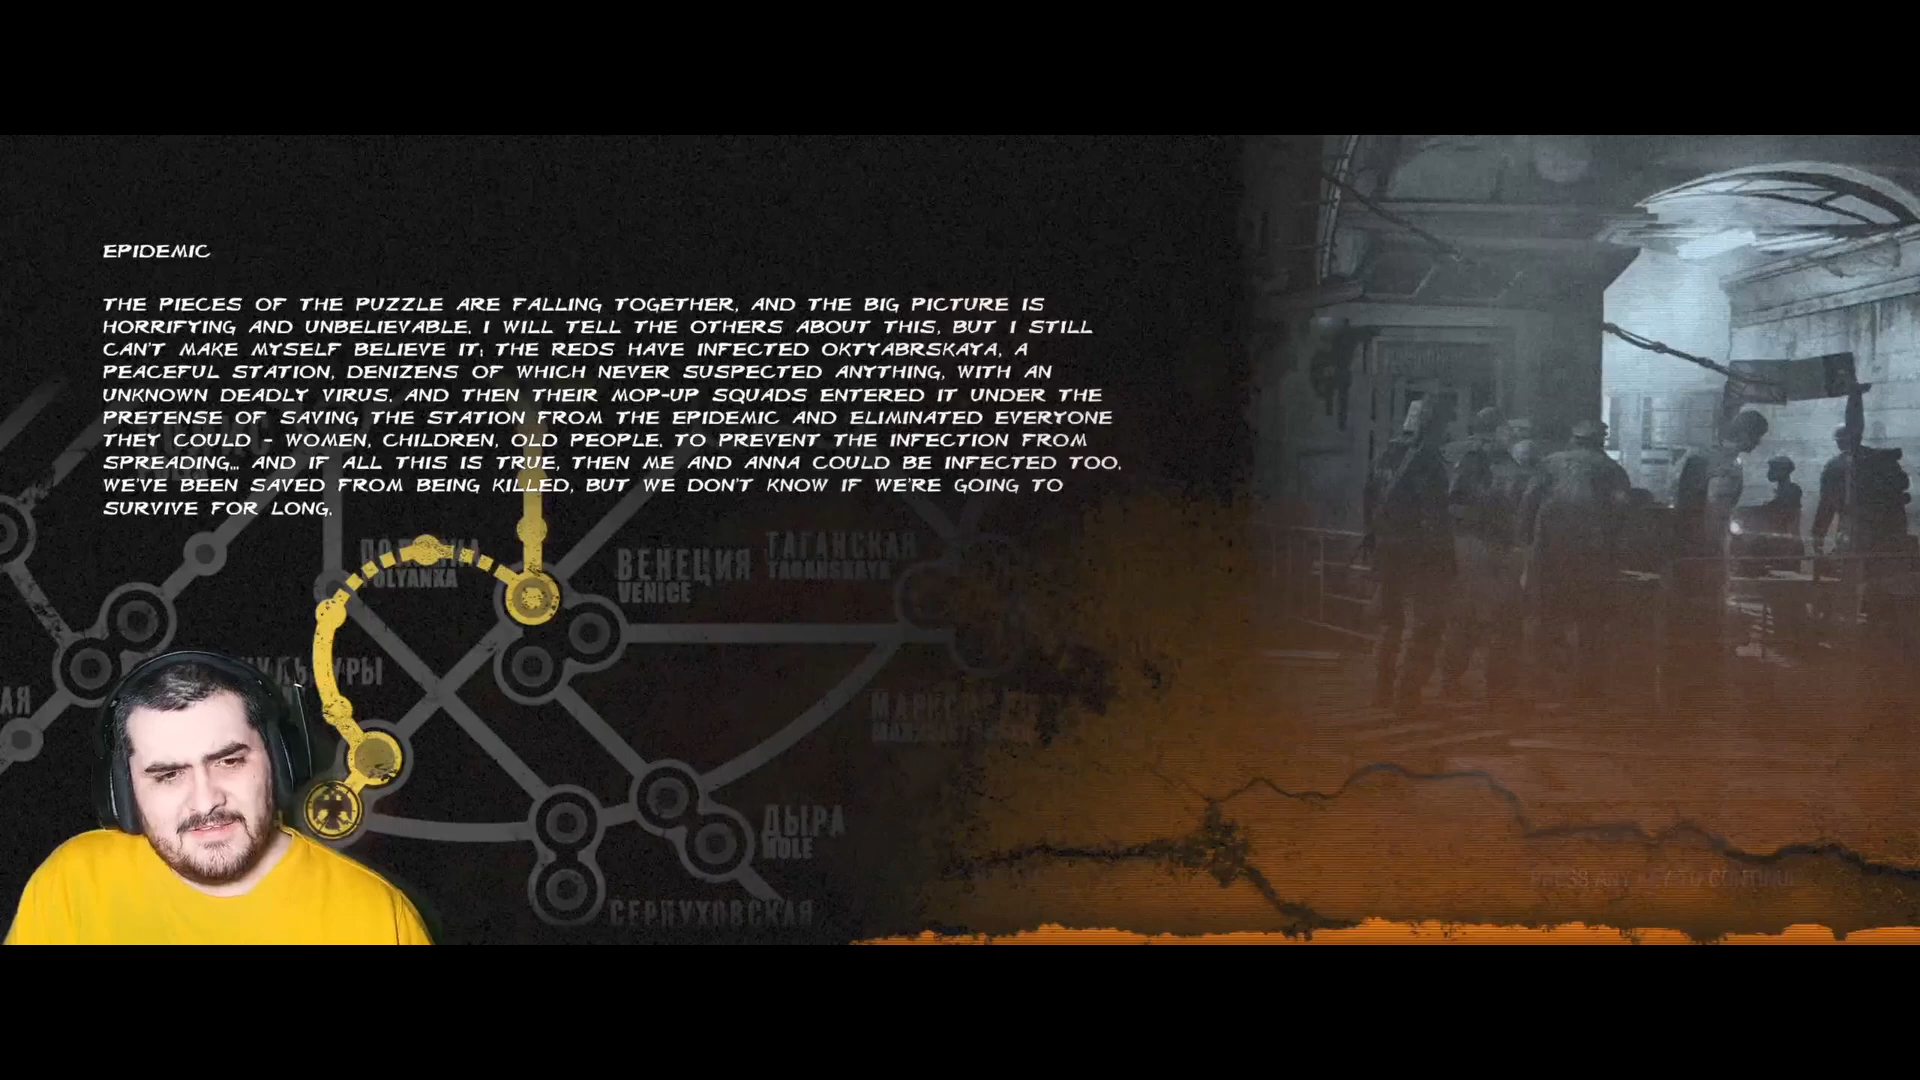 EPIDEMIC
THE PIECES OF THE PUZZLE ARE FALLING TOGETHER, AND THE BIG PICTURE IS
HORRIFYING AND UNBELIEVABLE. I WILL TELL THE OTHERS ABOUT THIS, BUT I STILL
CAN'T MAKE MYSELF BELIEVE IT: THE REDS HAVE INFECTED OKTYABRSKAYA, A
PEACEFUL STATION, DENIZENS OF WHICH NEVER SUSPECTED ANYTHING, WITH AN
UNKNOWN DEADLY VIRUS. AND THEN THEIR MOP-UP SQUADS ENTERED IT UNDER THE
PRETENSE OF SAVING THE STATION FROM THE EPIDEMIC AND ELIMINATED EVERYONE
THEY COULD - WOMEN, CHILDREN, OLD PEOPLE. TO PREVENT THE INFECTION FROM
SPREADING... AND IF ALL THIS IS TRUE, THEN ME AND ANNA COULD BE INFECTED TOO.
WE'VE BEEN SAVED FROM BEING KILLED, BUT WE DON'T KNOW IF WE'RE GOING TO
SURVIVE FOR LONG.
ВЕНЕЦИЯ
VENICE
ТАГАНСКАЯ
TAGANSKAYA
ДЫРА
HOLE
СЕРПУХОВСКАЯ
PRESS ANY KEY TO CONTINUE